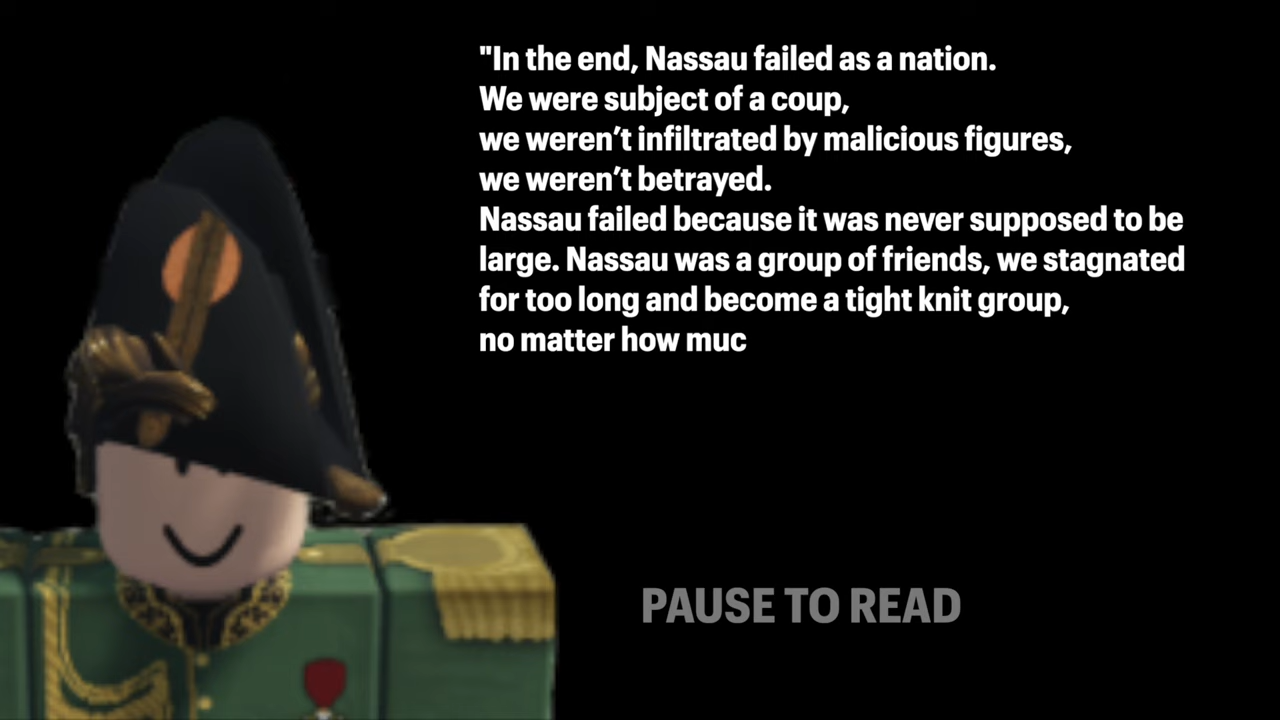 "In the end, Nassau failed as a nation.
We were subject of a coup,
we weren’t infiltrated by malicious figures,
we weren’t betrayed.
Nassau failed because it was never supposed to be
large. Nassau was a group of friends, we stagnated
for too long and become a tight knit group,
no matter how muc
PAUSE TO READ